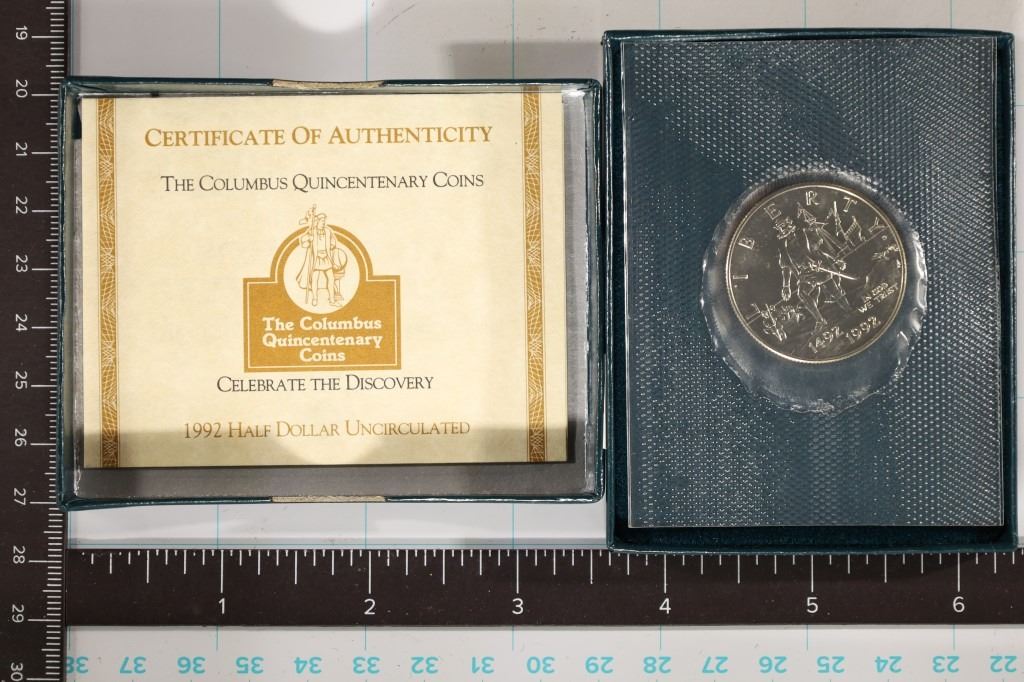 CERTIFICATE OF AUTHENTICITY
THE COLUMBUS QUINCENTENARY COINS
The Columbus
Quincentenary
Coins
CELEBRATE THE DISCOVERY
1992 HALF DOLLAR UNCIRCULATED
LIBERTY
IN GOD
WE TRUST
1492 1992
19
20
21
22
23
24
25
26
27
28
29
30
1 2 3 4 5 6
38 37 36 35 34 33 32 31 30 29 28 27 26 25 24 23 22